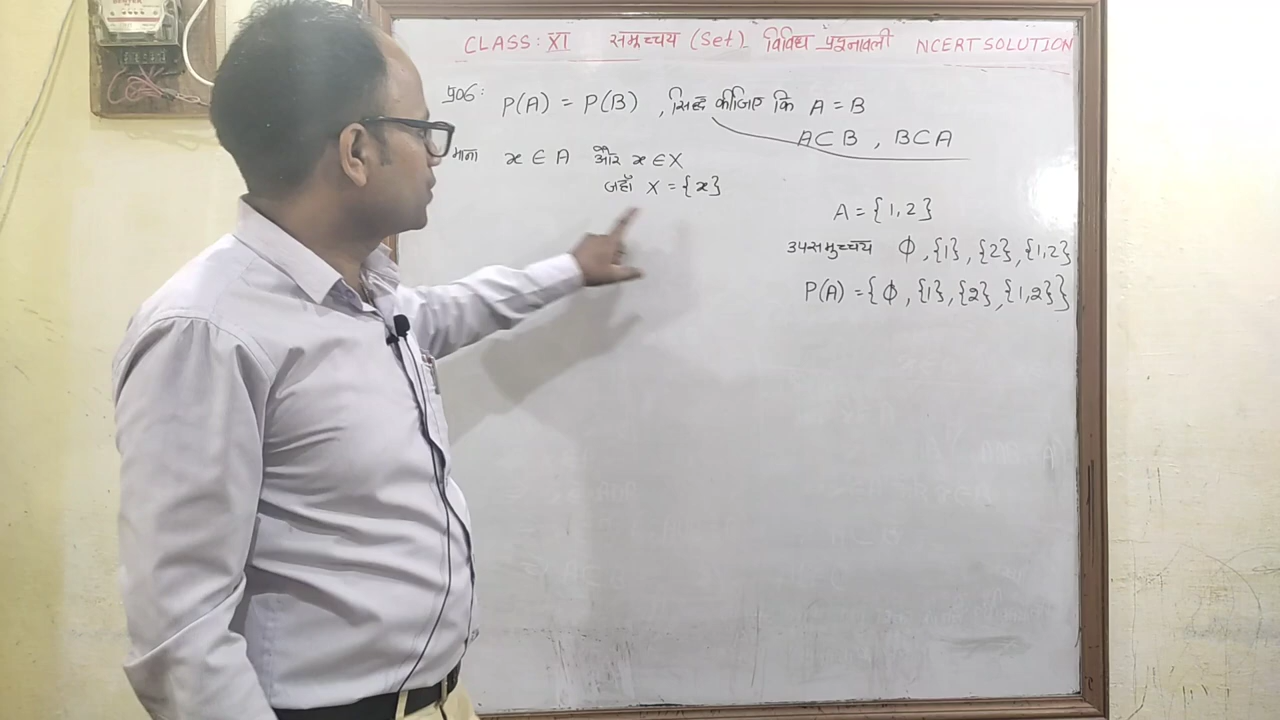 CLASS: XI समुच्चय (Set) विविध प्रश्नावली NCERT SOLUTION
प्र06: P(A) = P(B), सिद्ध कीजिए कि A = B
A⊂B, B⊂A
माना x ∈ A और x ∈ X
जहाँ X = {x}
A = {1,2}
उपसमुच्चय ϕ, {1}, {2}, {1,2}
P(A) = {ϕ, {1}, {2}, {1,2}}